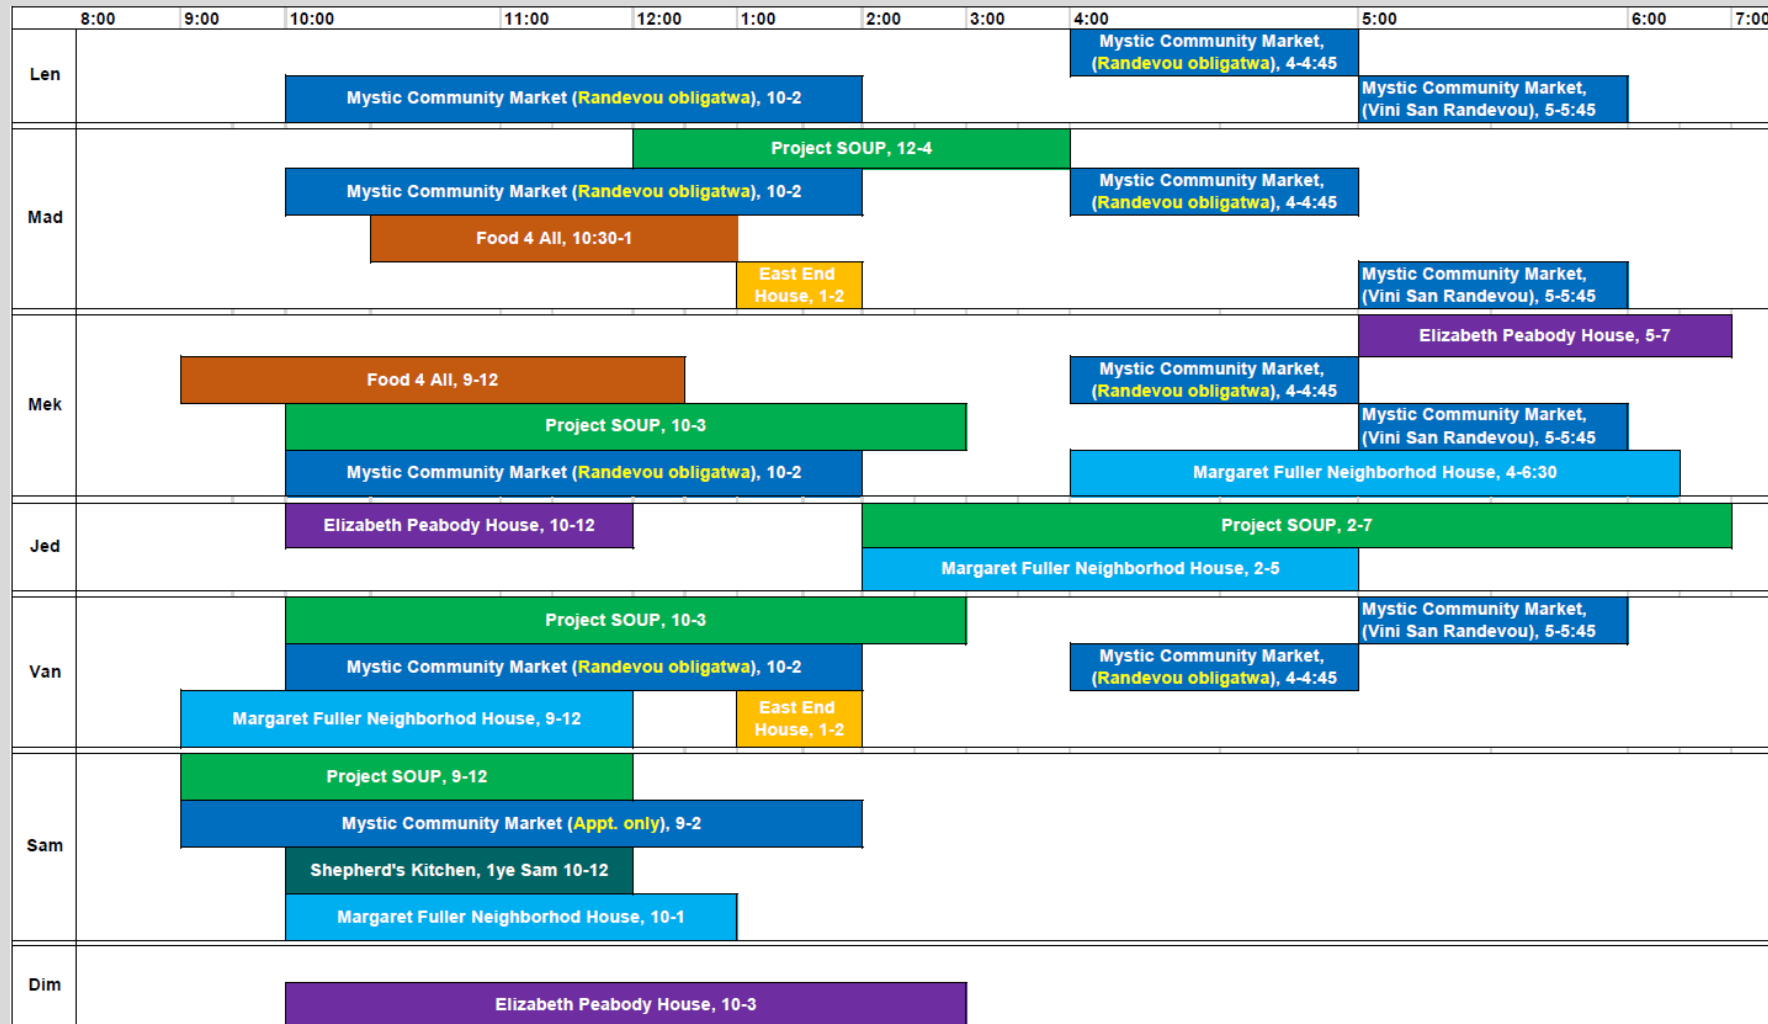 8:00 9:00 10:00 11:00 12:00 1:00 2:00 3:00 4:00 5:00 6:00 7:00
Len
Mystic Community Market,
(Randevou obligatwa), 4-4:45
Mystic Community Market (Randevou obligatwa), 10-2
Mystic Community Market,
(Vini San Randevou), 5-5:45
Mad
Project SOUP, 12-4
Mystic Community Market (Randevou obligatwa), 10-2
Mystic Community Market,
(Randevou obligatwa), 4-4:45
Food 4 All, 10:30-1
East End
House, 1-2
Mystic Community Market,
(Vini San Randevou), 5-5:45
Mek
Elizabeth Peabody House, 5-7
Food 4 All, 9-12
Mystic Community Market,
(Randevou obligatwa), 4-4:45
Project SOUP, 10-3
Mystic Community Market,
(Vini San Randevou), 5-5:45
Mystic Community Market (Randevou obligatwa), 10-2
Margaret Fuller Neighborhod House, 4-6:30
Jed
Elizabeth Peabody House, 10-12
Project SOUP, 2-7
Margaret Fuller Neighborhod House, 2-5
Van
Project SOUP, 10-3
Mystic Community Market,
(Vini San Randevou), 5-5:45
Mystic Community Market (Randevou obligatwa), 10-2
Mystic Community Market,
(Randevou obligatwa), 4-4:45
Margaret Fuller Neighborhod House, 9-12
East End
House, 1-2
Sam
Project SOUP, 9-12
Mystic Community Market (Appt. only), 9-2
Shepherd's Kitchen, 1ye Sam 10-12
Margaret Fuller Neighborhod House, 10-1
Dim
Elizabeth Peabody House, 10-3